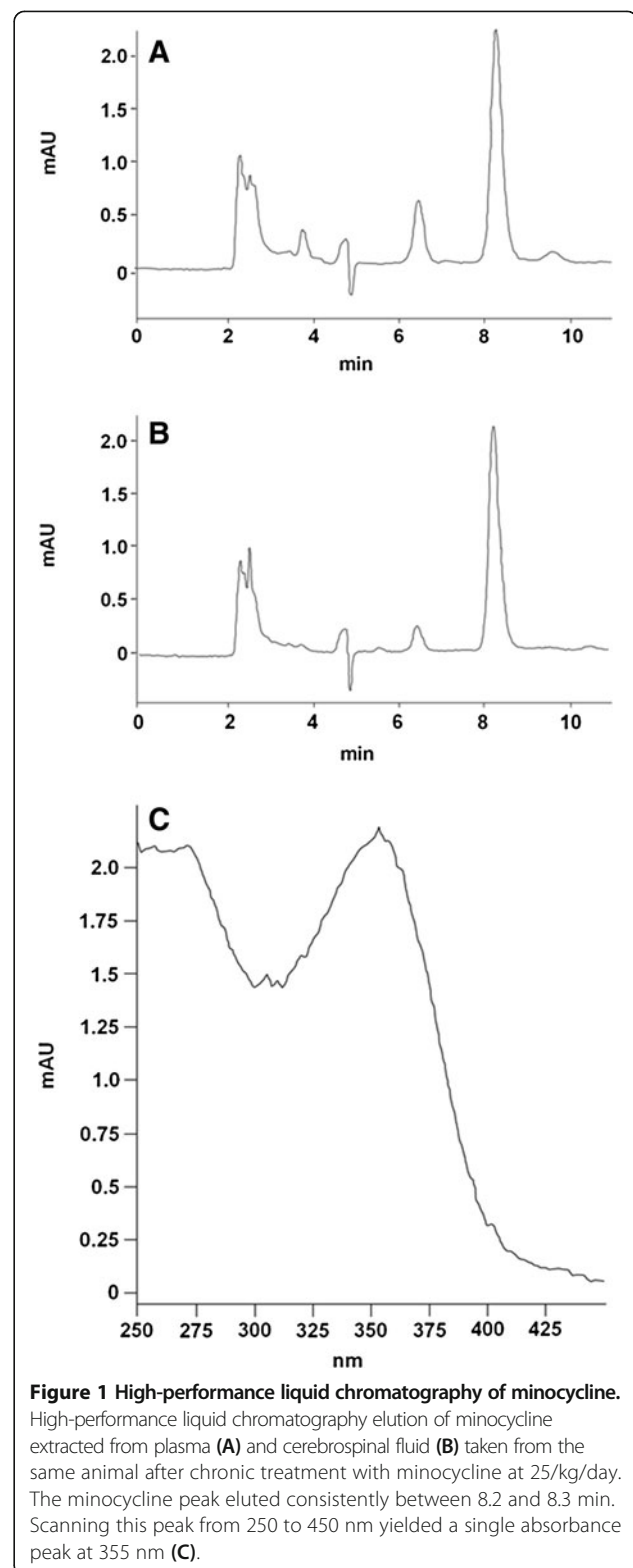 A
2.0
1.5
1.0
0.5
0
mAU
0 2 4 6 8 10
min
B
2.0
1.5
1.0
0.5
0
mAU
0 2 4 6 8 10
min
C
2.0
1.75
1.5
1.25
1.0
0.75
0.5
0.25
0
mAU
250 275 300 325 350 375 400 425
nm
Figure 1 High-performance liquid chromatography of minocycline.
High-performance liquid chromatography elution of minocycline
extracted from plasma (A) and cerebrospinal fluid (B) taken from the
same animal after chronic treatment with minocycline at 25/kg/day.
The minocycline peak eluted consistently between 8.2 and 8.3 min.
Scanning this peak from 250 to 450 nm yielded a single absorbance
peak at 355 nm (C).